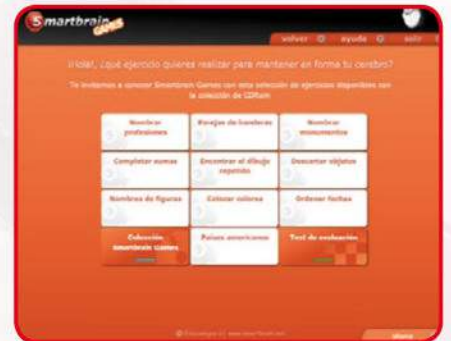 Smartbrain
GAMES
volver ayuda salir
¡Hola!, ¿qué ejercicio quieres realizar para mantener en forma tu cerebro?
Te invitamos a conocer Smartbrain Games con esta selección de ejercicios disponibles con
la colección de CDRom
Nombrar
profesiones
Parejas de banderas
Nombrar
monumentos
Completar sumas
Encontrar el dibujo
repetido
Descartar objetos
Nombres de figuras
Colocar colores
Ordenar fechas
Colección
Smartbrain Games
Países americanos
Test de evaluación